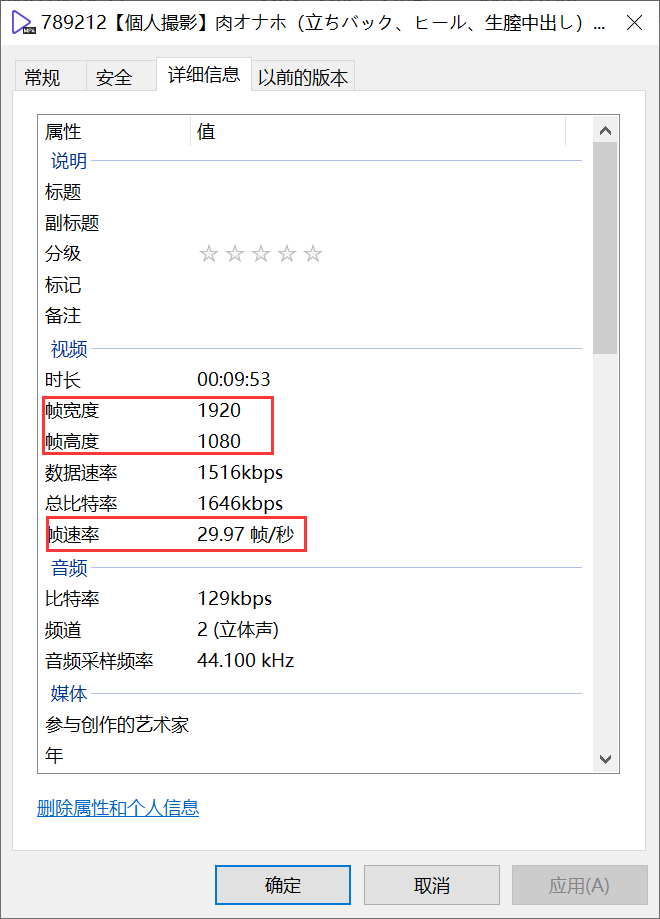 789212【個人撮影】肉オナホ（立ちバック、ヒール、生膣中出し）...
常规 安全 详细信息 以前的版本
属性 值
说明
标题
副标题
分级 ☆ ☆ ☆ ☆ ☆
标记
备注
视频
时长 00:09:53
帧宽度 1920
帧高度 1080
数据速率 1516kbps
总比特率 1646kbps
帧速率 29.97 帧/秒
音频
比特率 129kbps
频道 2 (立体声)
音频采样频率 44.100 kHz
媒体
参与创作的艺术家
年
删除属性和个人信息
确定 取消 应用(A)